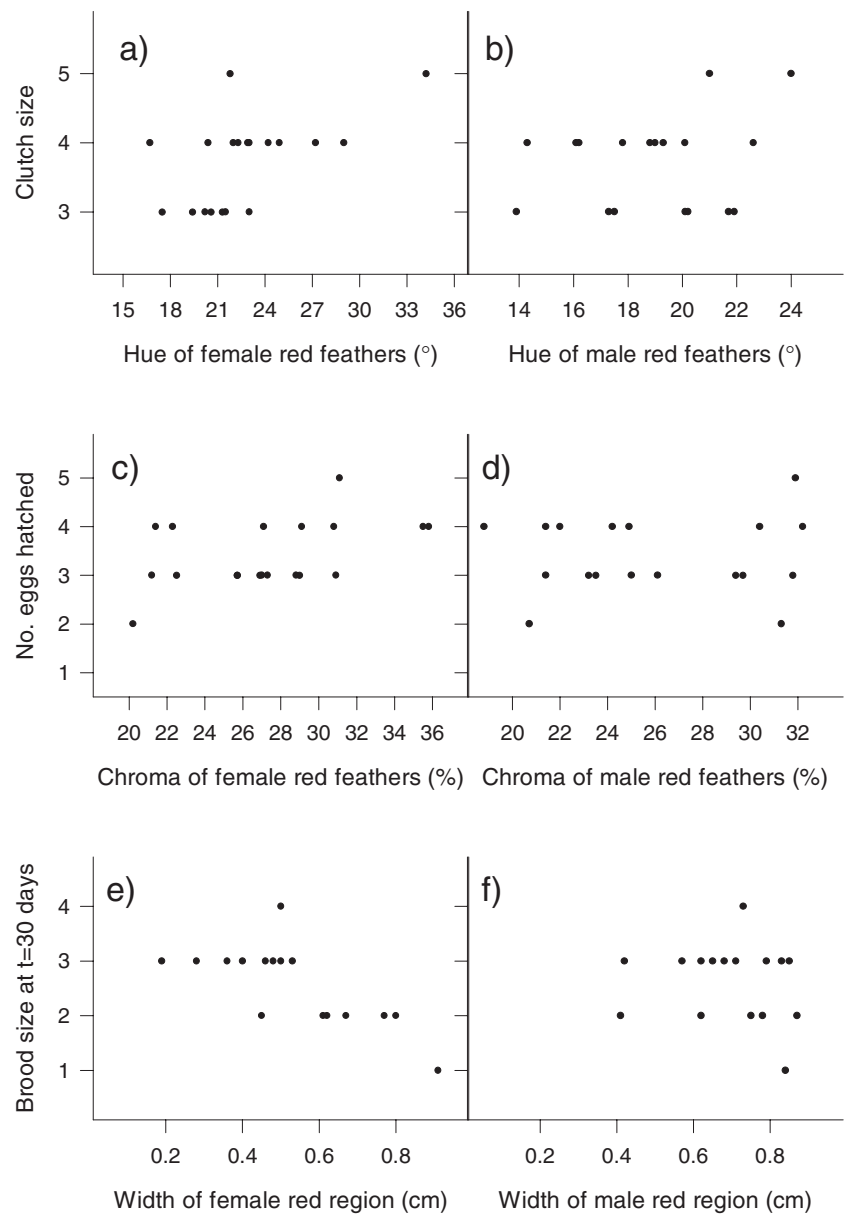 a)
b)
5
4
3
Clutch size
15 18 21 24 27 30 33 36
14 16 18 20 22 24
Hue of female red feathers (°)
Hue of male red feathers (°)
c)
d)
5
4
3
2
1
No. eggs hatched
20 22 24 26 28 30 32 34 36
20 22 24 26 28 30 32
Chroma of female red feathers (%)
Chroma of male red feathers (%)
e)
f)
4
3
2
1
Brood size at t=30 days
0.2 0.4 0.6 0.8
0.2 0.4 0.6 0.8
Width of female red region (cm)
Width of male red region (cm)